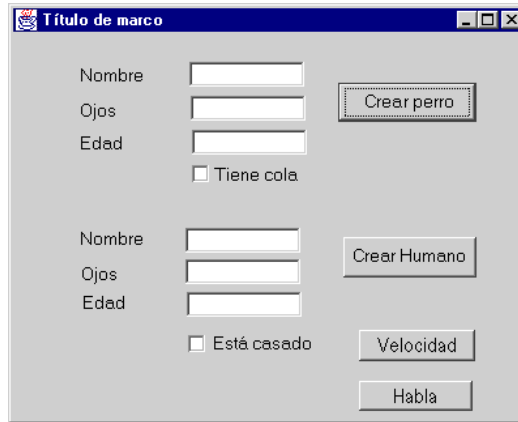 Título de marco
Nombre
Ojos
Crear perro
Edad
Tiene cola
Nombre
Ojos
Crear Humano
Edad
Está casado
Velocidad
Habla